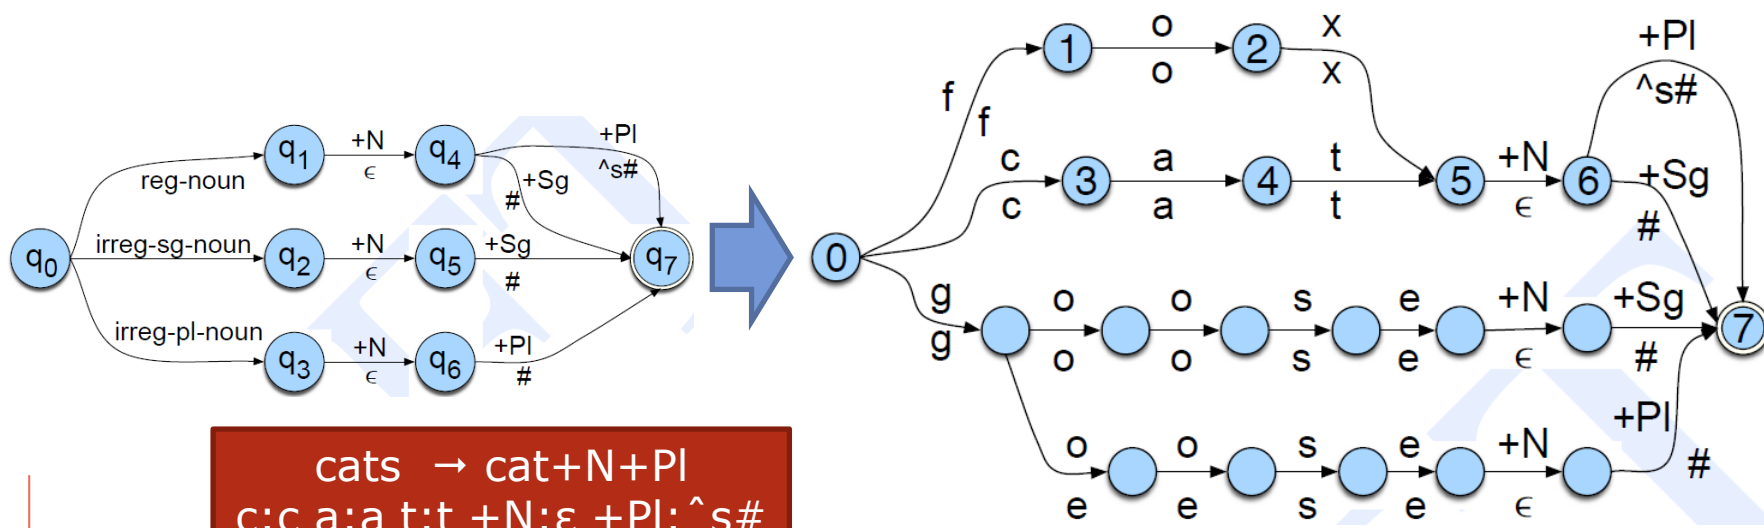 q0
reg-noun
irreg-sg-noun
irreg-pl-noun
q1
+N
ϵ
q4
+Pl
^s#
+Sg
#
q2
+N
ϵ
q5
+Sg
#
q7
q3
+N
ϵ
q6
+Pl
#
cats → cat+N+Pl
c:c a:a t:t +N:ε +Pl:^s#
0
f
f
1
o
o
2
x
x
c
c
3
a
a
4
t
t
5
+N
ϵ
6
+Pl
^s#
+Sg
#
g
g
o
o
o
o
s
s
e
e
+N
ϵ
+Sg
#
7
o
e
o
e
s
s
e
e
+N
ϵ
+Pl
#